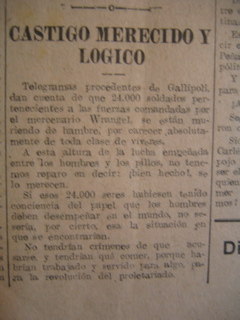 CASTIGO MERECIDO Y
LOGICO
Telegramas procedentes de Gallípoli,
dan cuenta de que 24,000 soldados per-
tenecientes a las fuerzas comandadas por
el mercenario Wrangel, se están mu-
riendo de hambre, por carecer absoluta-
mente de toda clase de víveres.
A esta altura de la lucha empeñada
entre los hombres y los pillos, no tene-
mos reparo en decir: ¡bien hecho!, se
lo merecen.
Si esos 24,000 seres hubiesen tenido
conciencia del papel que los hombres
deben desempeñar en el mundo, no se-
ría, por cierto, esa la situación en
que se encontrarían.
No tendrían crímenes de que acu-
sarse, y tendrían qué comer, porque ha-
brían trabajado y servido para algo, pa-
ra la revolución del proletariado.
Di